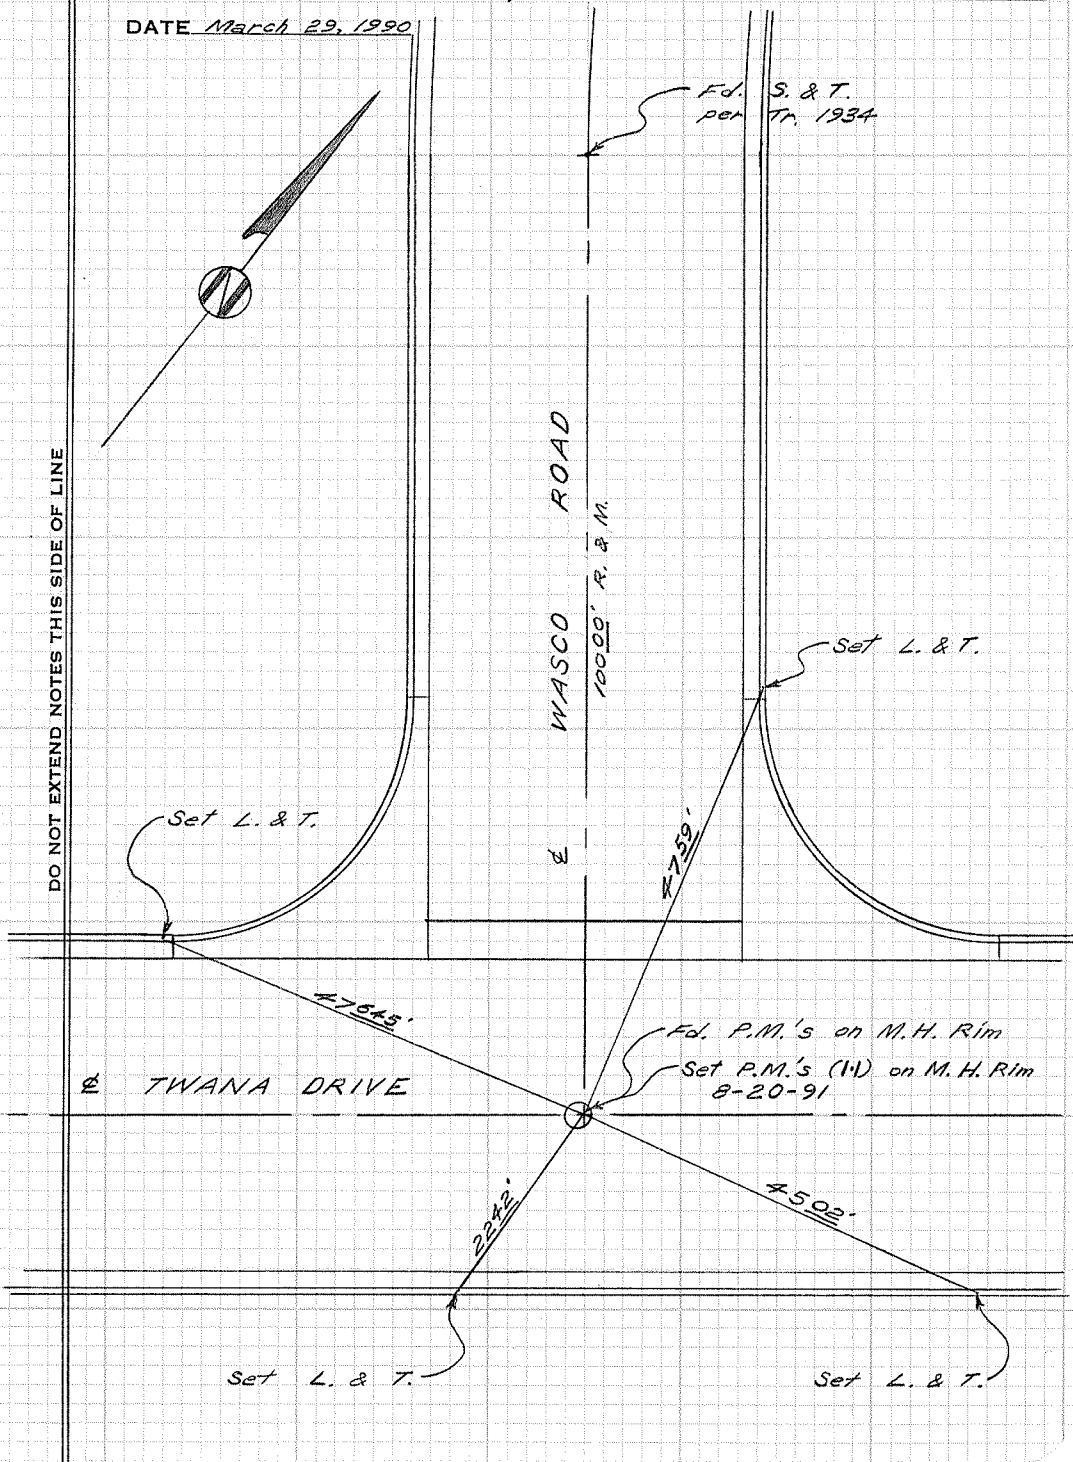 DATE March 29, 1990
Fd. S. & T.
per Tr. 1934
N
DO NOT EXTEND NOTES THIS SIDE OF LINE
℄ WASCO ROAD
100.00' R. & M.
Set L. & T.
Set L. & T.
47.59'
47.645'
Fd. P.M.'s on M.H. Rim
Set P.M.'s (1·1) on M.H. Rim
8-20-91
℄ TWANA DRIVE
22.42'
45.02'
Set L. & T.
Set L. & T.